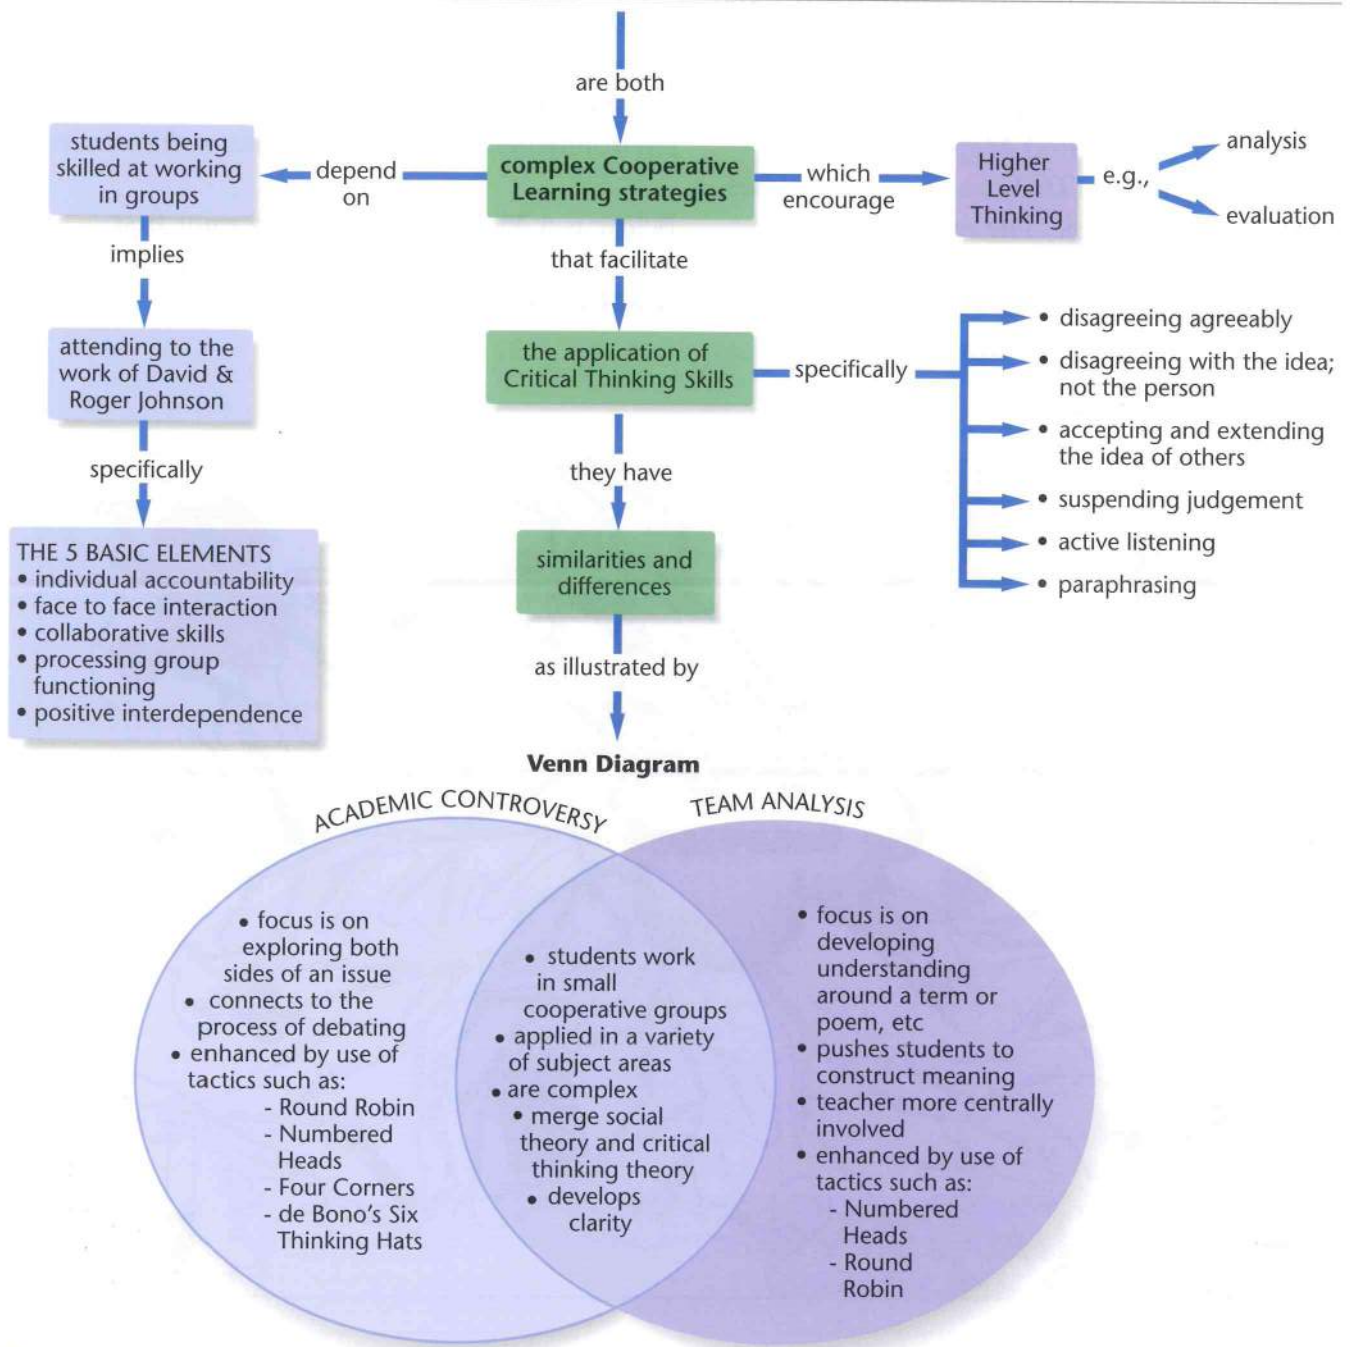 are both
students being
skilled at working
in groups
depend
on
complex Cooperative
Learning strategies
which
encourage
Higher
Level
Thinking
e.g.,
analysis
evaluation
implies
that facilitate
attending to the
work of David &
Roger Johnson
the application of
Critical Thinking Skills
specifically
• disagreeing agreeably
• disagreeing with the idea;
not the person
• accepting and extending
the idea of others
• suspending judgement
• active listening
• paraphrasing
specifically
they have
THE 5 BASIC ELEMENTS
• individual accountability
• face to face interaction
• collaborative skills
• processing group
functioning
• positive interdependence
similarities and
differences
as illustrated by
Venn Diagram
ACADEMIC CONTROVERSY
TEAM ANALYSIS
• focus is on
exploring both
sides of an issue
• connects to the
process of debating
• enhanced by use of
tactics such as:
- Round Robin
- Numbered
Heads
- Four Corners
- de Bono's Six
Thinking Hats
• students work
in small
cooperative groups
• applied in a variety
of subject areas
• are complex
• merge social
theory and critical
thinking theory
• develops
clarity
• focus is on
developing
understanding
around a term or
poem, etc
• pushes students to
construct meaning
• teacher more centrally
involved
• enhanced by use of
tactics such as:
- Numbered
Heads
- Round
Robin